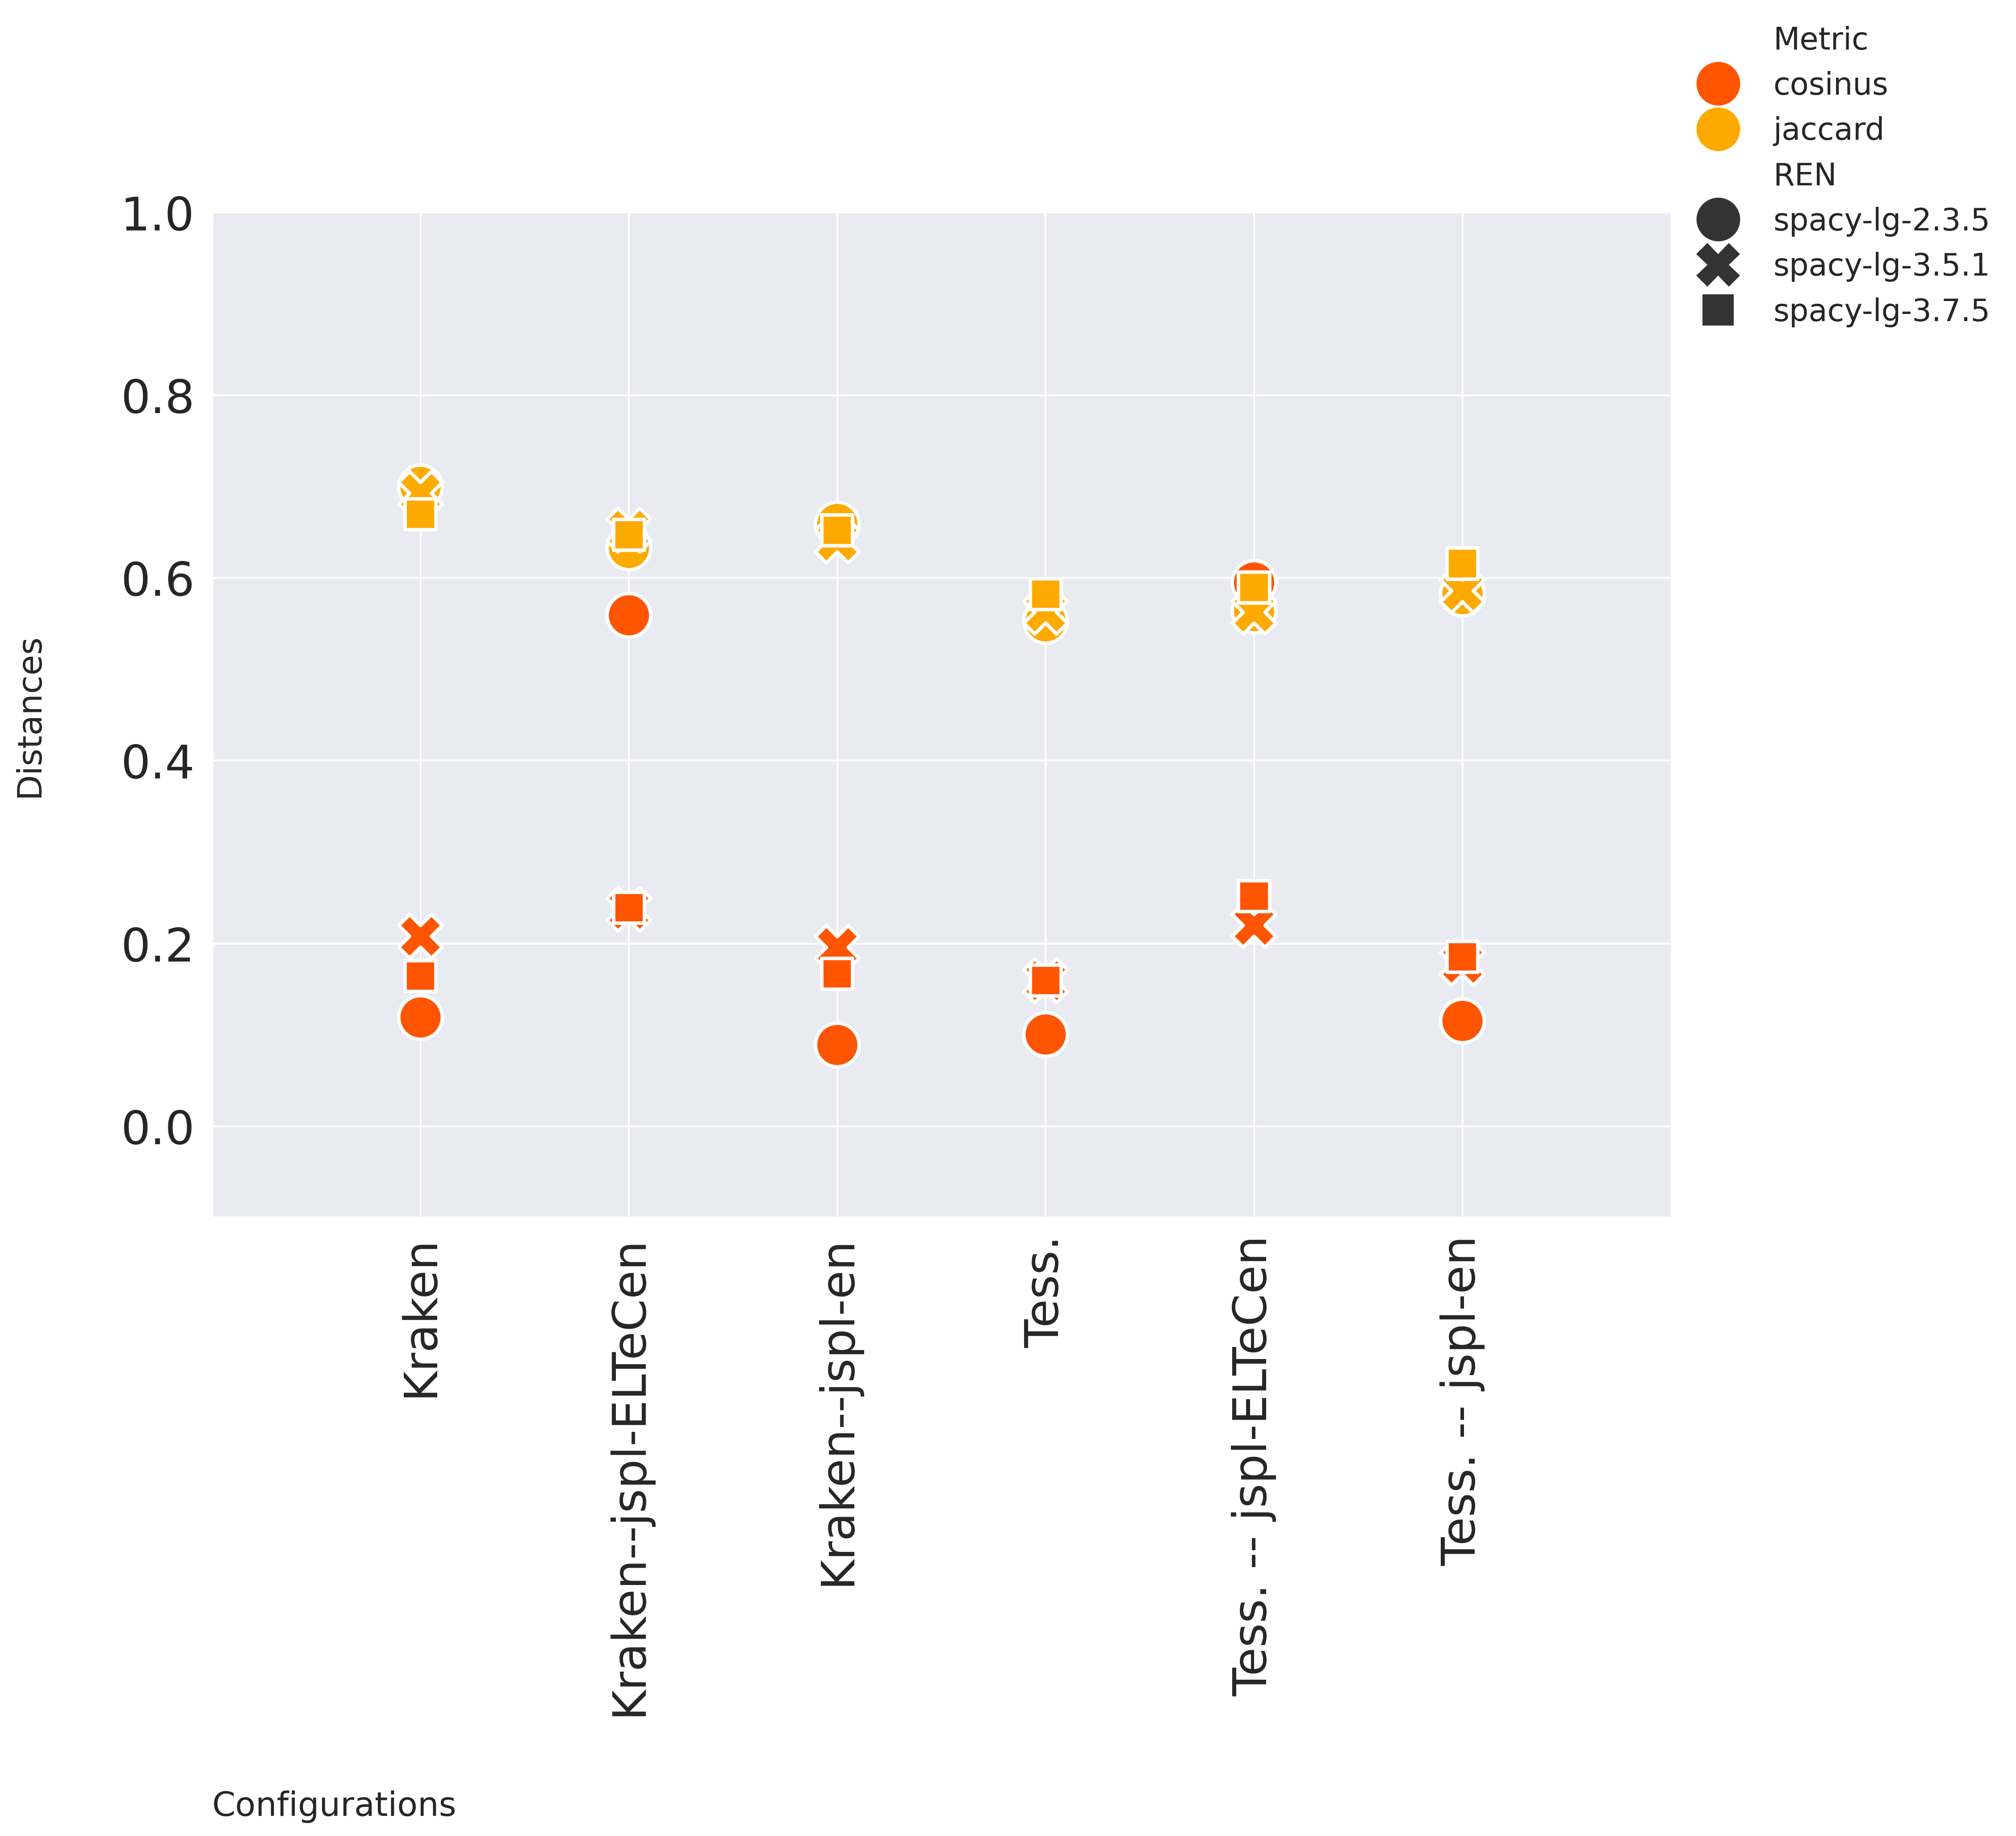 Metric
cosinus
jaccard
REN
spacy-lg-2.3.5
spacy-lg-3.5.1
spacy-lg-3.7.5
1.0
0.8
0.6
0.4
0.2
0.0
Distances
Kraken
Kraken--jspl-ELTeCen
Kraken--jspl-en
Tess.
Tess. -- jspl-ELTeCen
Tess. -- jspl-en
Configurations